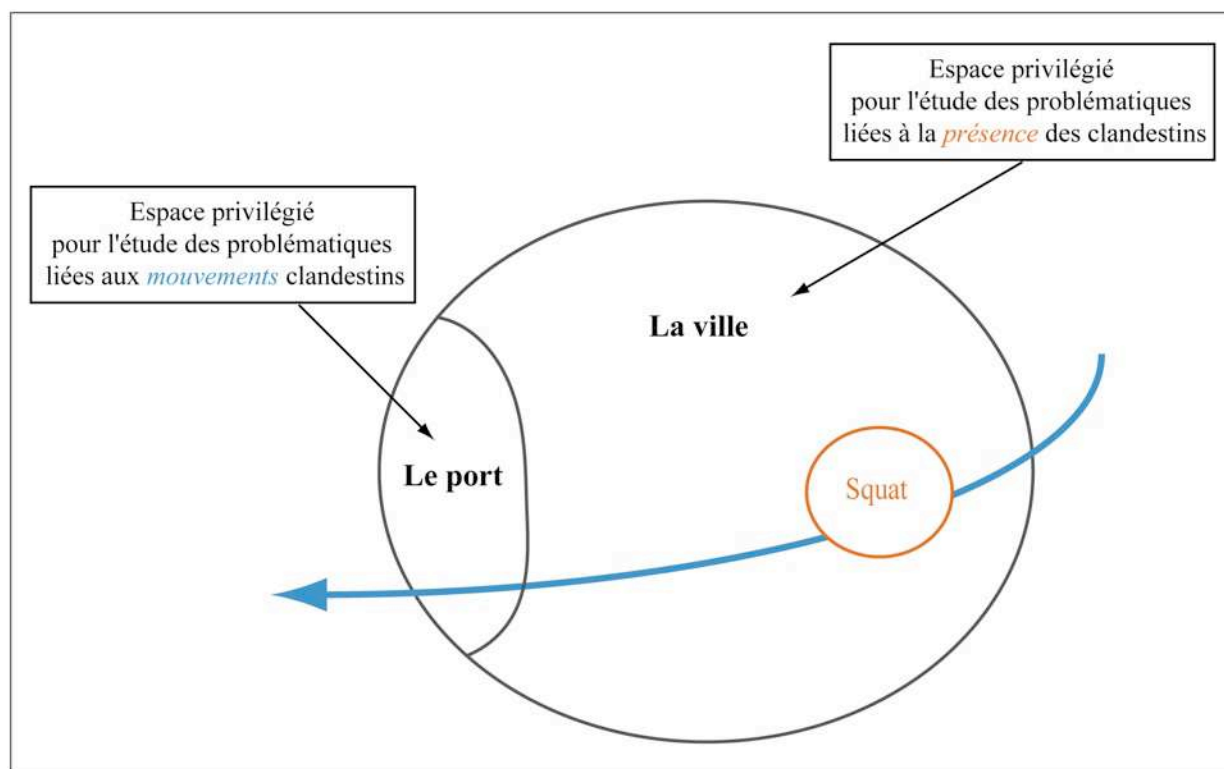 Espace privilégié
pour l'étude des problématiques
liées à la présence des clandestins
Espace privilégié
pour l'étude des problématiques
liées aux mouvements clandestins
La ville
Le port
Squat